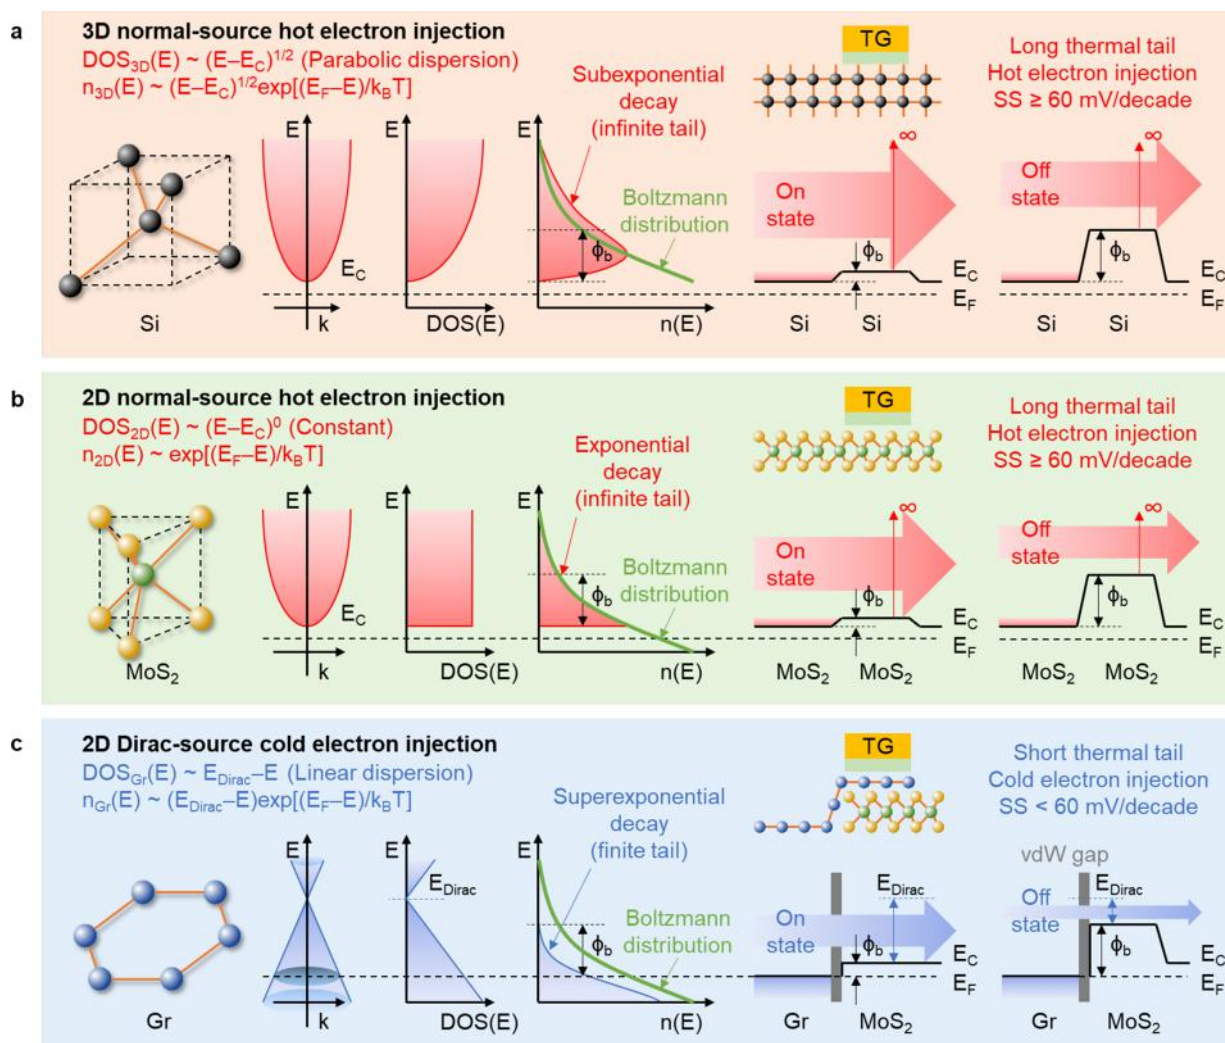 a
3D normal-source hot electron injection
DOS3D(E) ~ (E–EC)1/2 (Parabolic dispersion)
n3D(E) ~ (E–EC)1/2exp[(EF–E)/kBT]
Subexponential
decay
(infinite tail)
TG
Long thermal tail
Hot electron injection
SS ≥ 60 mV/decade
E
E
E
Boltzmann
distribution
∞
∞
On
state
Off
state
ϕb
ϕb
ϕb
EC
EC
EC
EF
EF
Si
k
DOS(E)
n(E)
Si
Si
Si
Si
b
2D normal-source hot electron injection
DOS2D(E) ~ (E–EC)0 (Constant)
n2D(E) ~ exp[(EF–E)/kBT]
Exponential
decay
(infinite tail)
TG
Long thermal tail
Hot electron injection
SS ≥ 60 mV/decade
E
E
E
Boltzmann
distribution
∞
∞
On
state
Off
state
ϕb
ϕb
ϕb
EC
EC
EC
EF
EF
MoS2
k
DOS(E)
n(E)
MoS2
MoS2
MoS2
MoS2
c
2D Dirac-source cold electron injection
DOSGr(E) ~ EDirac–E (Linear dispersion)
nGr(E) ~ (EDirac–E)exp[(EF–E)/kBT]
Superexponential
decay
(finite tail)
TG
Short thermal tail
Cold electron injection
SS < 60 mV/decade
vdW gap
E
E
E
EDirac
EDirac
EDirac
Boltzmann
distribution
On
state
Off
state
ϕb
ϕb
ϕb
EC
EC
EF
EF
Gr
k
DOS(E)
n(E)
Gr
MoS2
Gr
MoS2